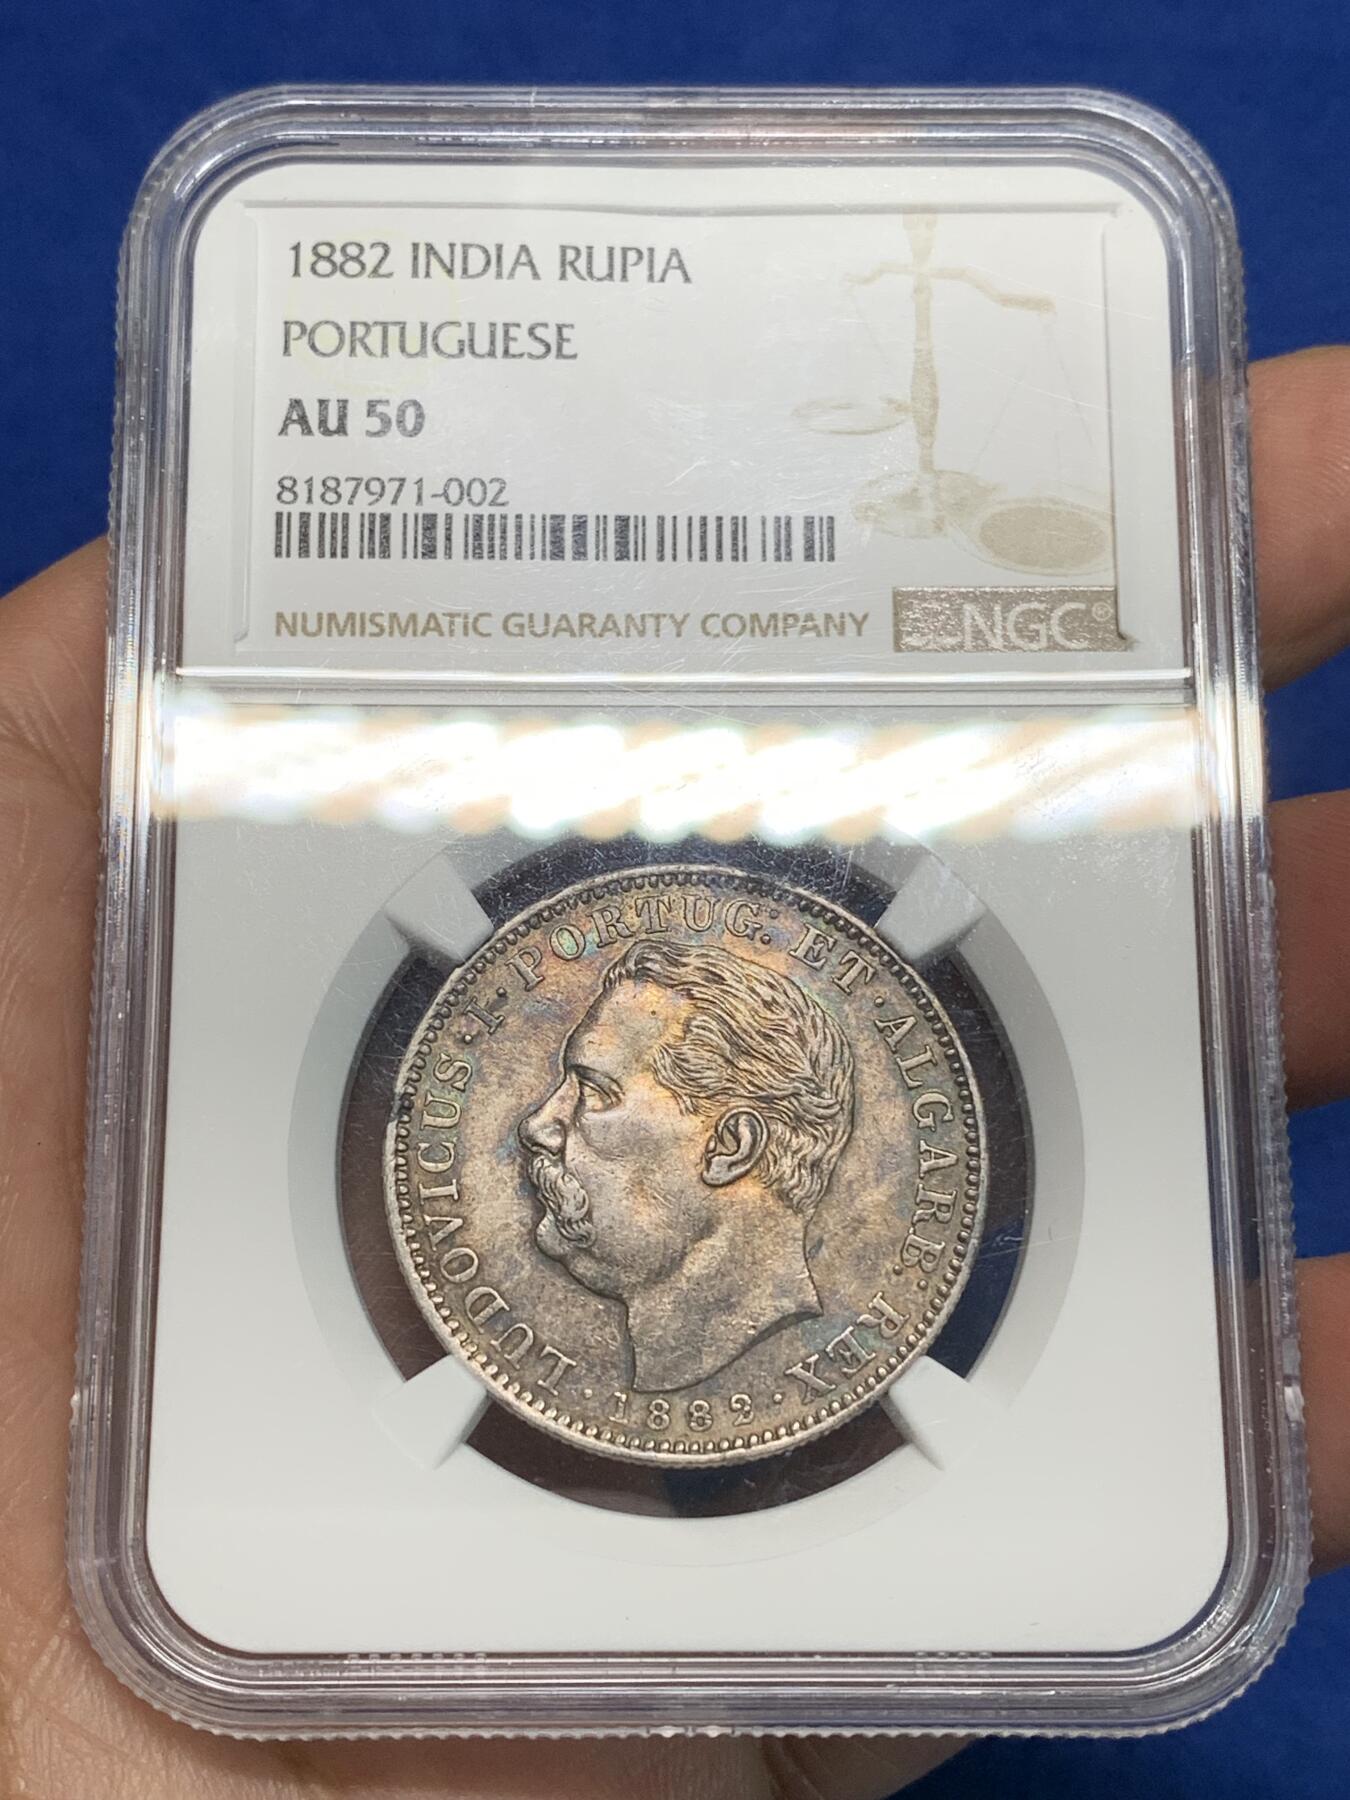 1882 INDIA RUPIA
PORTUGUESE
AU 50
8187971-002
NUMISMATIC GUARANTY COMPANY
NGC®
LUDOVICUS · I · PORTUG: ET · ALGARB: REX
· 1882 ·